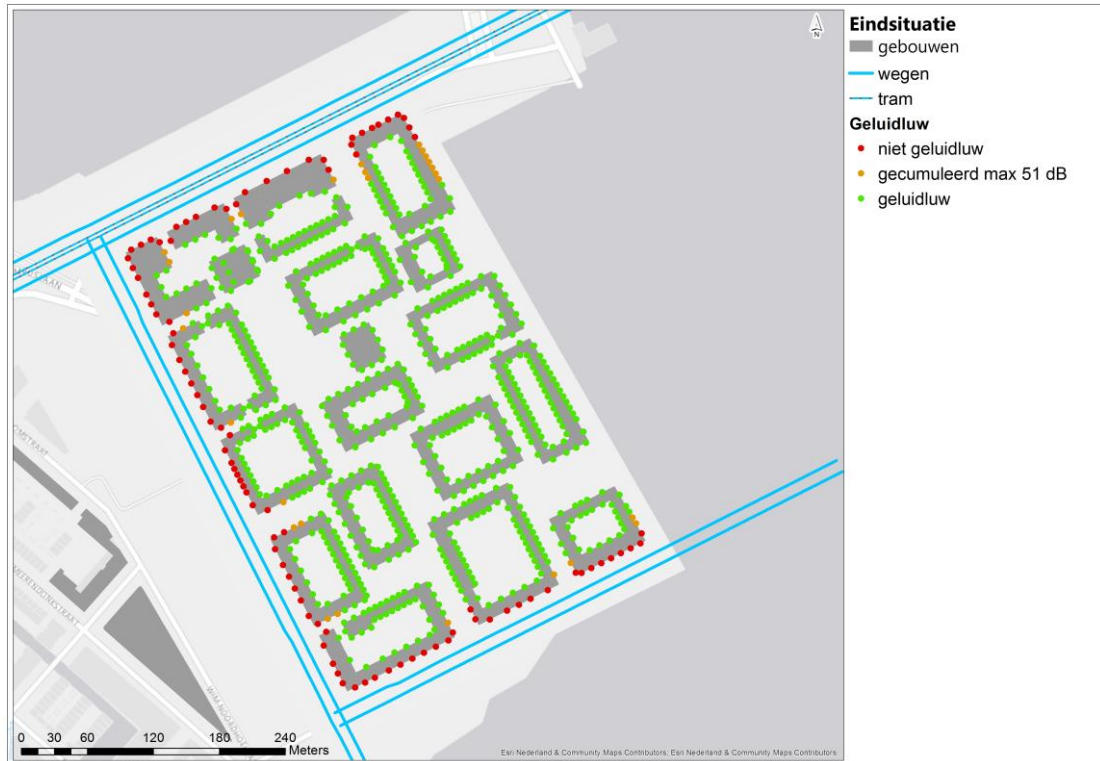 N
Eindsituatie
gebouwen
wegen
tram
Geluidluw
niet geluidluw
gecumuleerd max 51 dB
geluidluw
MEERENDONKSTRAAT
0 30 60 120 180 240
Meters
Esri Nederland & Community Maps Contributors, Esri Nederland & Community Maps Contributors